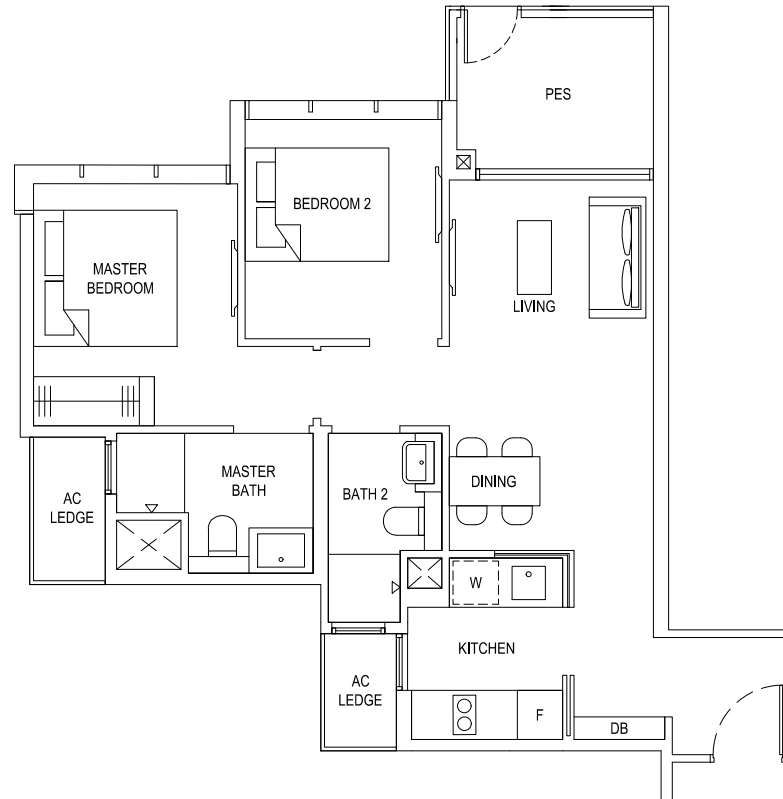 PES
BEDROOM 2
MASTER
BEDROOM
LIVING
MASTER
BATH
BATH 2
DINING
AC
LEDGE
W
KITCHEN
AC
LEDGE
F
DB